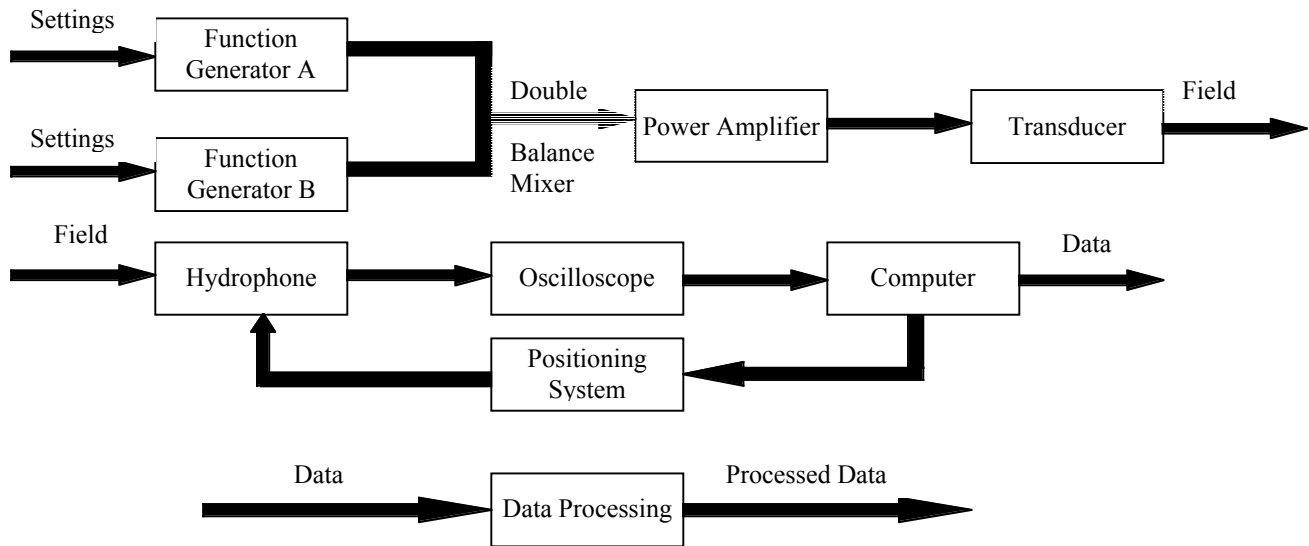 Settings
Function
Generator A
Double
Balance
Mixer
Power Amplifier
Transducer
Field
Settings
Function
Generator B
Field
Hydrophone
Oscilloscope
Computer
Data
Positioning
System
Data
Data Processing
Processed Data